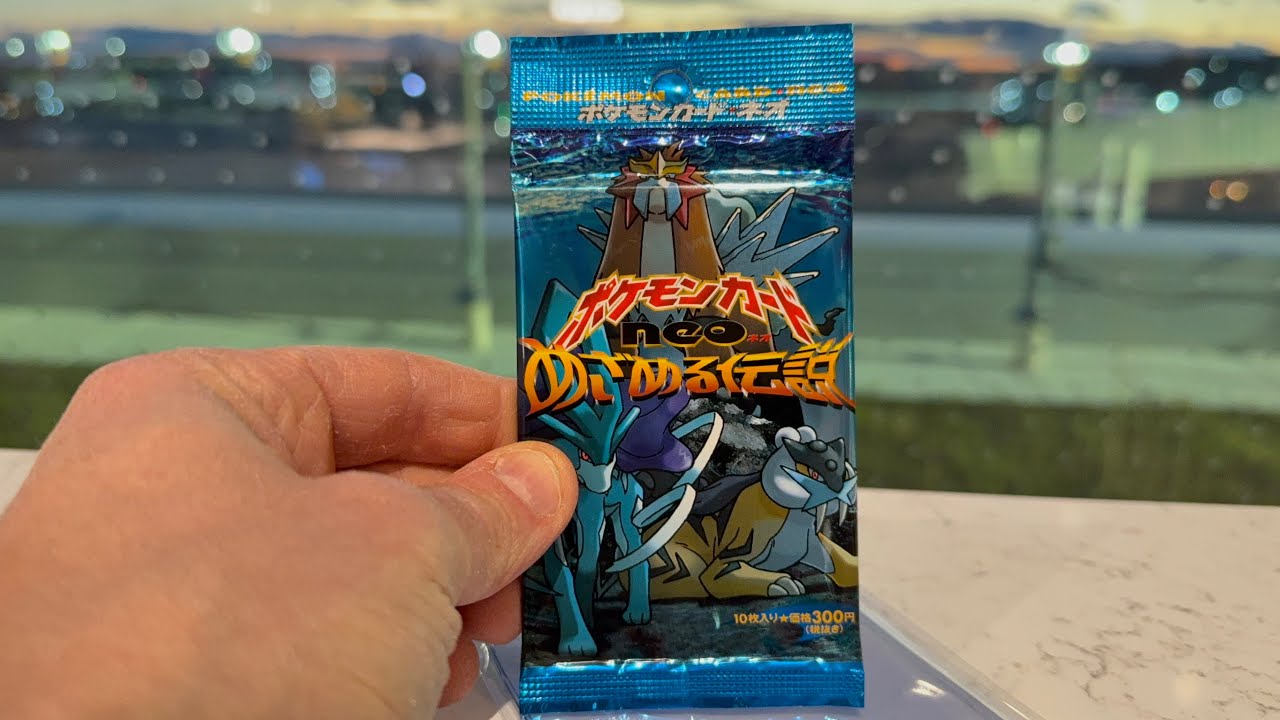 POKÉMON CARD NEO
ポケモンカード★ネオ
ポケモンカード
neo ネオ
めざめる伝説
10枚入り★価格300円
(税抜き)